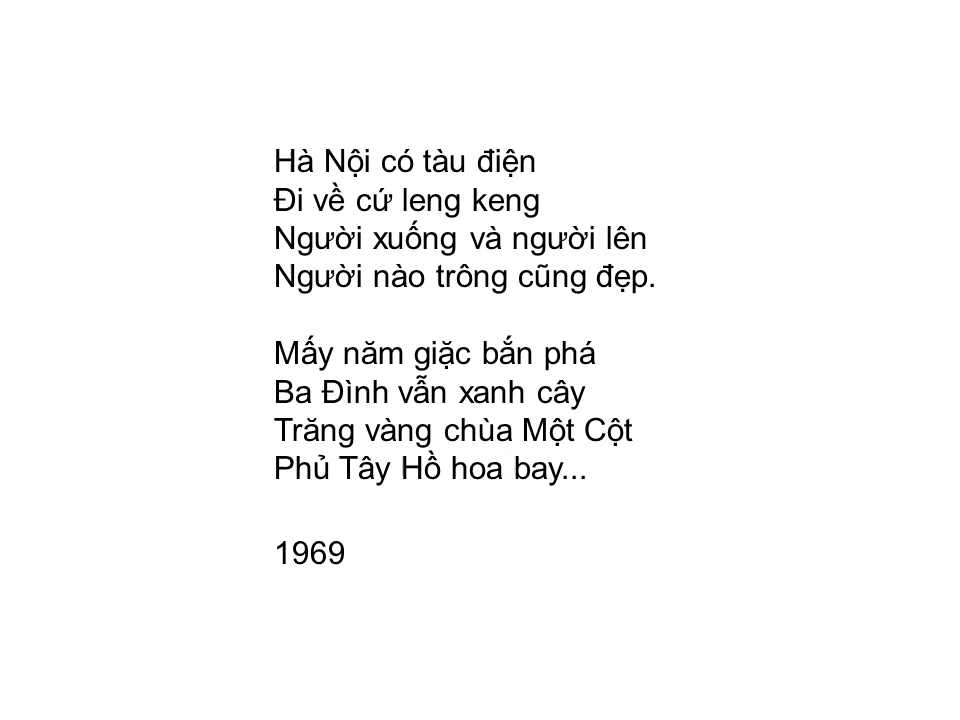 Hà Nội có tàu điện
Đi về cứ leng keng
Người xuống và người lên
Người nào trông cũng đẹp.
Mấy năm giặc bắn phá
Ba Đình vẫn xanh cây
Trăng vàng chùa Một Cột
Phủ Tây Hồ hoa bay...
1969